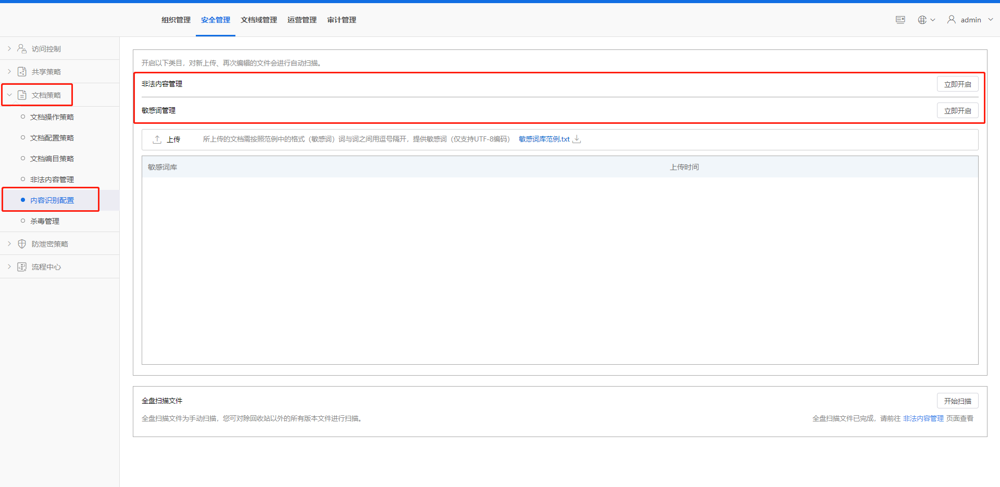 组织管理 安全管理 文档域管理 运营管理 审计管理 admin
访问控制
共享策略
文档策略
文档操作策略
文档配置策略
文档编目策略
非法内容管理
内容识别配置
杀毒管理
防泄密策略
流程中心
开启以下类目，对新上传、再次编辑的文件会进行自动扫描。
非法内容管理 立即开启
敏感词管理 立即开启
上传 所上传的文档需按照范例中的格式（敏感词）词与词之间用逗号隔开，提供敏感词（仅支持UTF-8编码） 敏感词库范例.txt
敏感词库 上传时间
全盘扫描文件 开始扫描
全盘扫描文件为手动扫描，您可对除回收站以外的所有版本文件进行扫描。 全盘扫描文件已完成，请前往 非法内容管理 页面查看